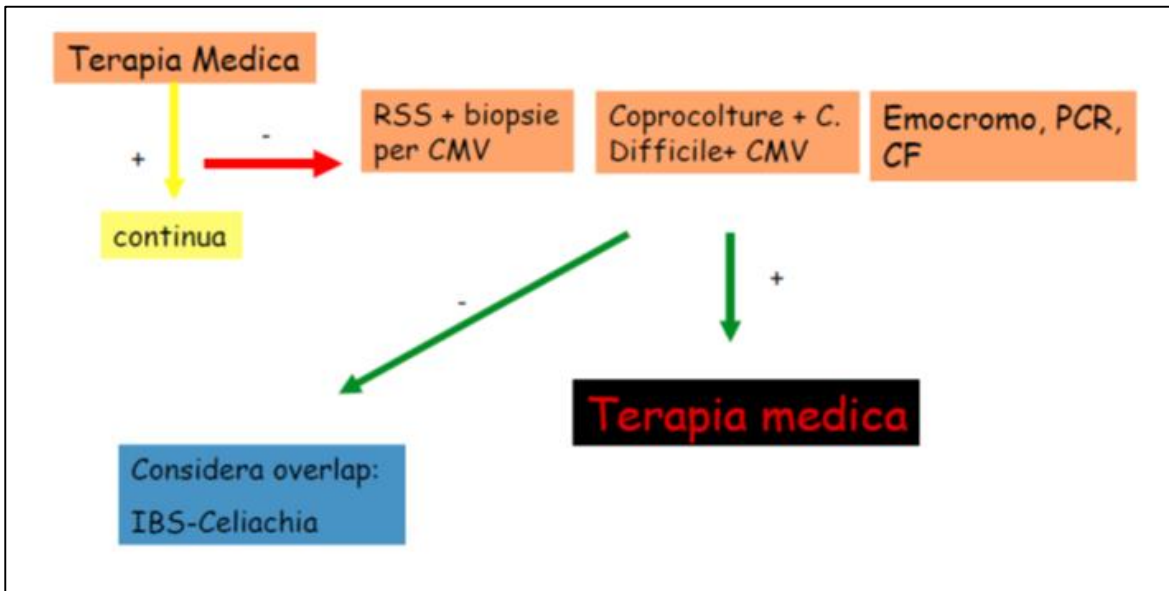 Terapia Medica
+
-
RSS + biopsie
per CMV
Coprocolture + C.
Difficile+ CMV
Emocromo, PCR,
CF
continua
-
+
Terapia medica
Considera overlap:
IBS-Celiachia